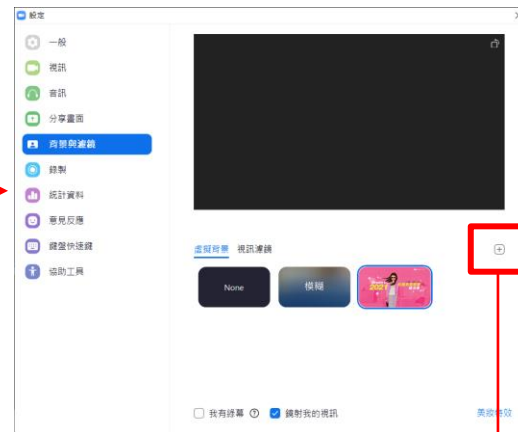 設定
一般
視訊
音訊
分享畫面
背景與濾鏡
錄製
統計資料
意見反應
鍵盤快速鍵
協助工具
虛擬背景 視訊濾鏡
None 模糊 2021
我有綠幕 鏡射我的視訊 美妝特效